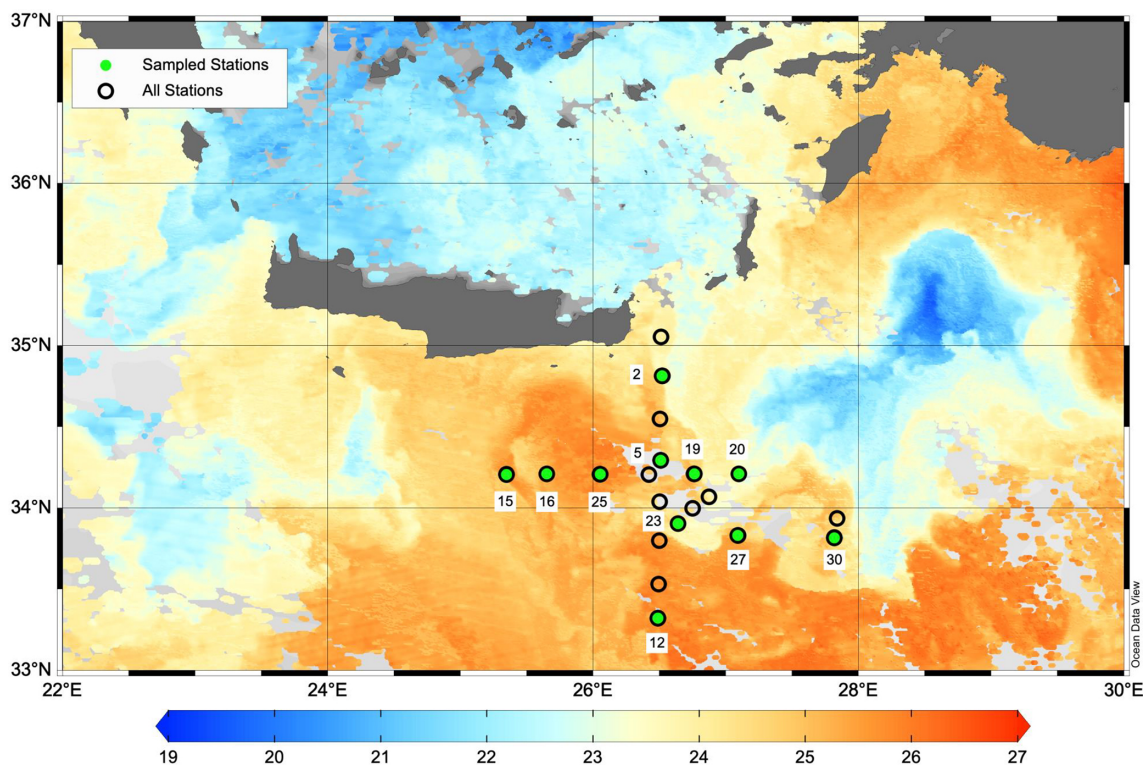 37°N
Sampled Stations
All Stations
36°N
35°N
2
5
19
20
34°N
15
16
25
23
27
30
12
33°N
22°E
24°E
26°E
28°E
30°E
Ocean Data View
19
20
21
22
23
24
25
26
27